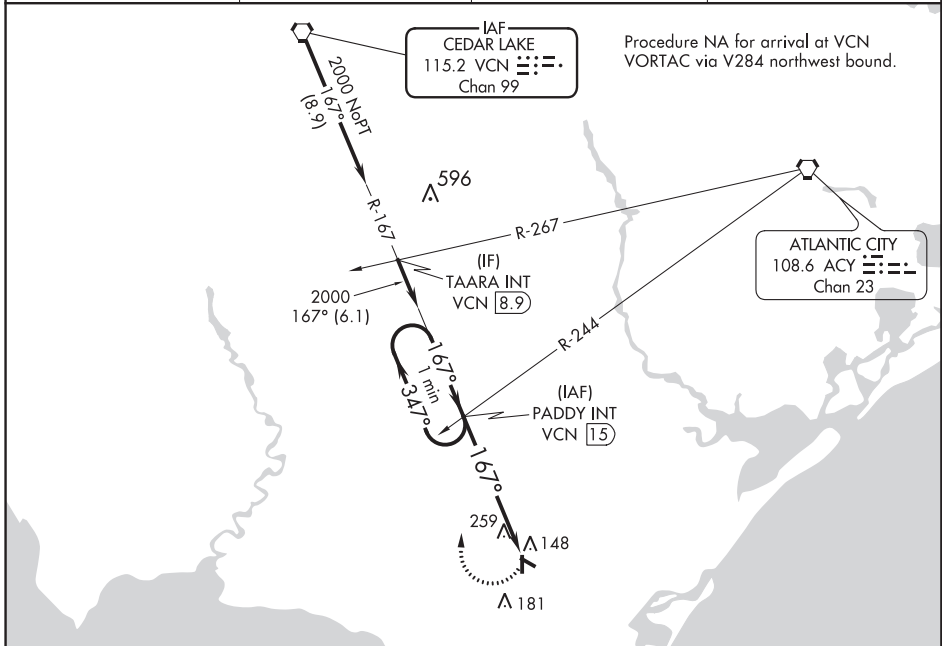 IAF
CEDAR LAKE
115.2 VCN
Chan 99
Procedure NA for arrival at VCN
VORTAC via V284 northwest bound.
2000 NoPT
167°
(8.9)
596
R-167
R-267
ATLANTIC CITY
108.6 ACY
Chan 23
(IF)
TAARA INT
VCN 8.9
2000
167° (6.1)
R-244
167°
1 min
347°
(IAF)
PADDY INT
VCN 15
167°
259
148
181